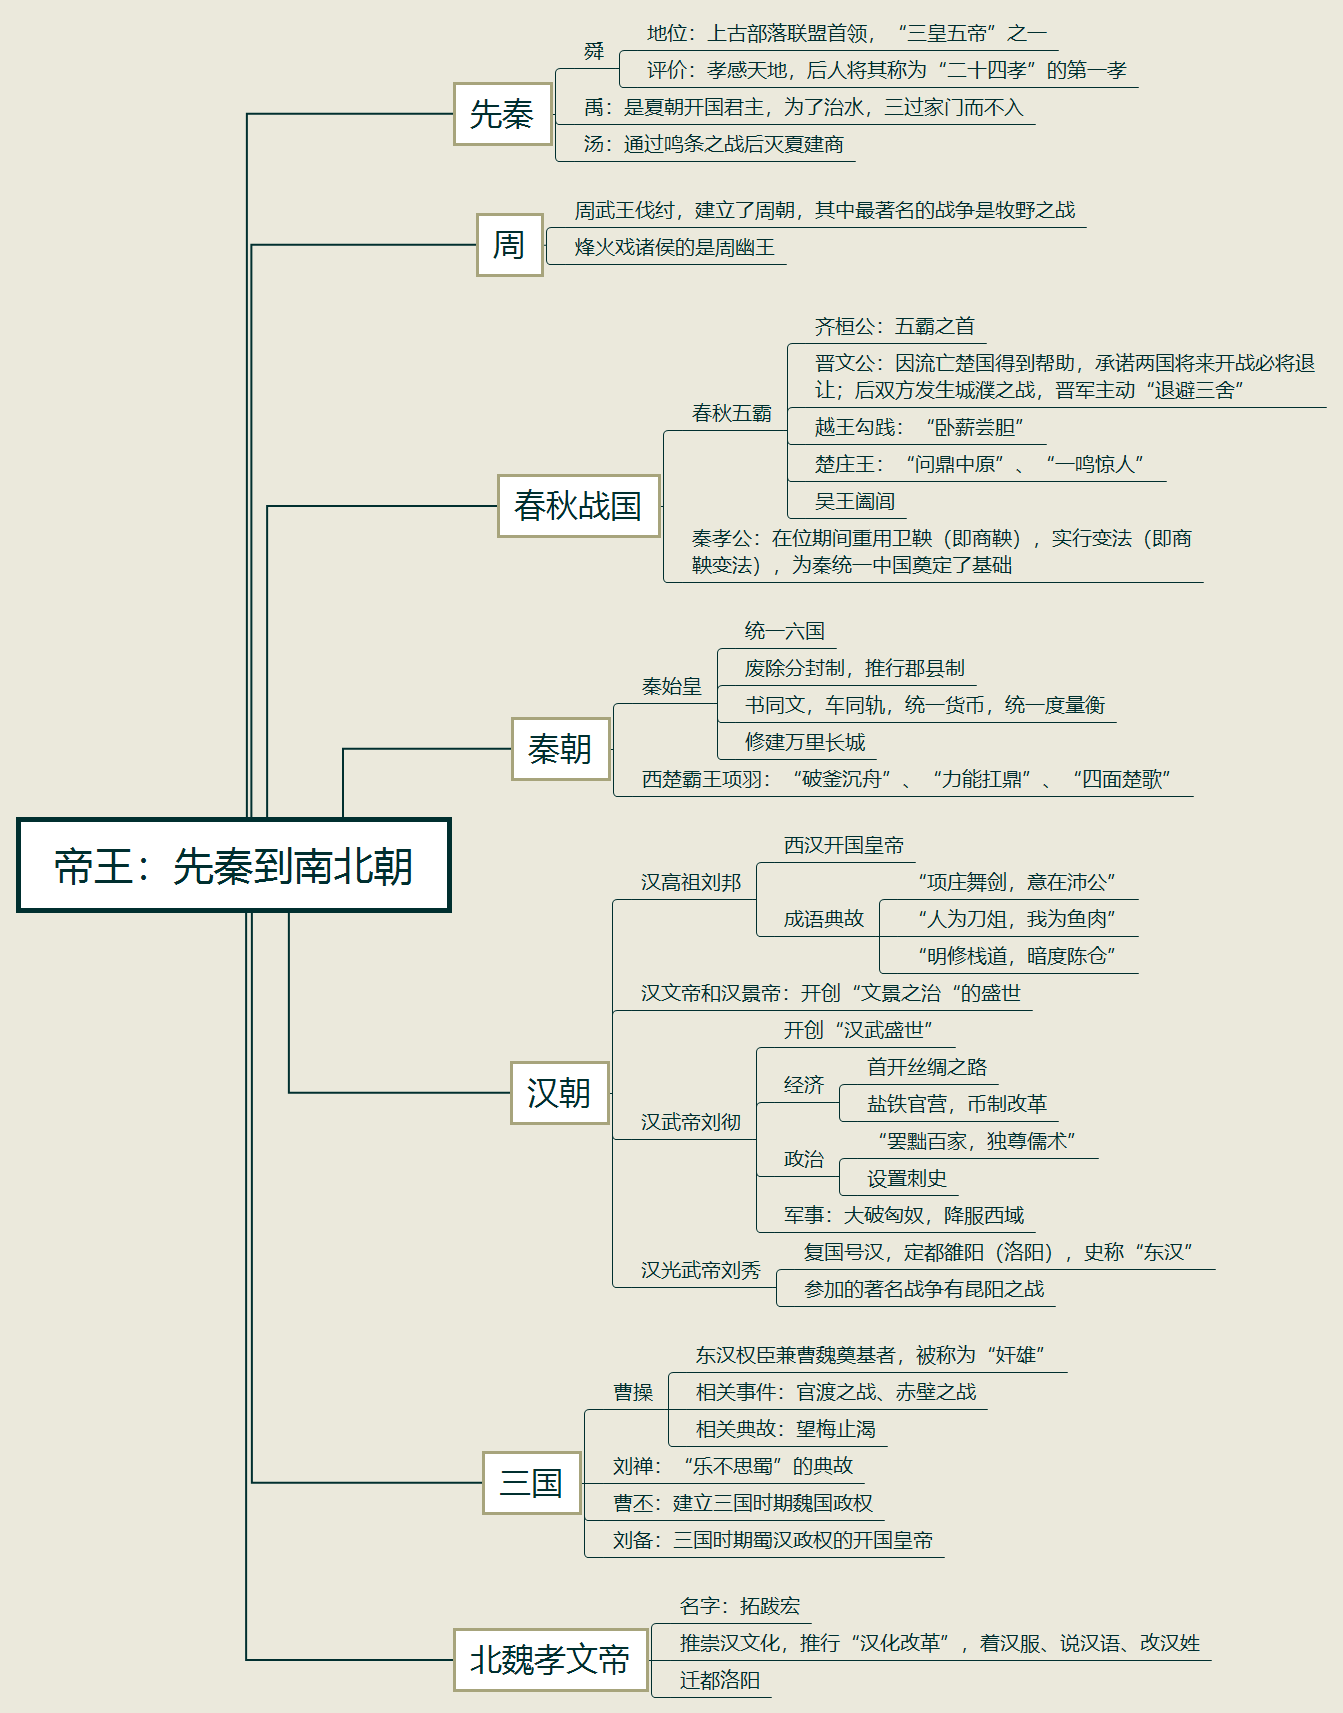 帝王：先秦到南北朝
先秦
舜
地位：上古部落联盟首领，“三皇五帝”之一
评价：孝感天地，后人将其称为“二十四孝”的第一孝
禹：是夏朝开国君主，为了治水，三过家门而不入
汤：通过鸣条之战后灭夏建商
周
周武王伐纣，建立了周朝，其中最著名的战争是牧野之战
烽火戏诸侯的是周幽王
春秋战国
春秋五霸
齐桓公：五霸之首
晋文公：因流亡楚国得到帮助，承诺两国将来开战必将退
让；后双方发生城濮之战，晋军主动“退避三舍”
越王勾践：“卧薪尝胆”
楚庄王：“问鼎中原”、“一鸣惊人”
吴王阖闾
秦孝公：在位期间重用卫鞅（即商鞅），实行变法（即商
鞅变法），为秦统一中国奠定了基础
秦朝
秦始皇
统一六国
废除分封制，推行郡县制
书同文，车同轨，统一货币，统一度量衡
修建万里长城
西楚霸王项羽：“破釜沉舟”、“力能扛鼎”、“四面楚歌”
汉朝
汉高祖刘邦
西汉开国皇帝
成语典故
“项庄舞剑，意在沛公”
“人为刀俎，我为鱼肉”
“明修栈道，暗度陈仓”
汉文帝和汉景帝：开创“文景之治“的盛世
汉武帝刘彻
开创“汉武盛世”
经济
首开丝绸之路
盐铁官营，币制改革
政治
“罢黜百家，独尊儒术”
设置刺史
军事：大破匈奴，降服西域
汉光武帝刘秀
复国号汉，定都雒阳（洛阳），史称“东汉”
参加的著名战争有昆阳之战
三国
曹操
东汉权臣兼曹魏奠基者，被称为“奸雄”
相关事件：官渡之战、赤壁之战
相关典故：望梅止渴
刘禅：“乐不思蜀”的典故
曹丕：建立三国时期魏国政权
刘备：三国时期蜀汉政权的开国皇帝
北魏孝文帝
名字：拓跋宏
推崇汉文化，推行“汉化改革”，着汉服、说汉语、改汉姓
迁都洛阳